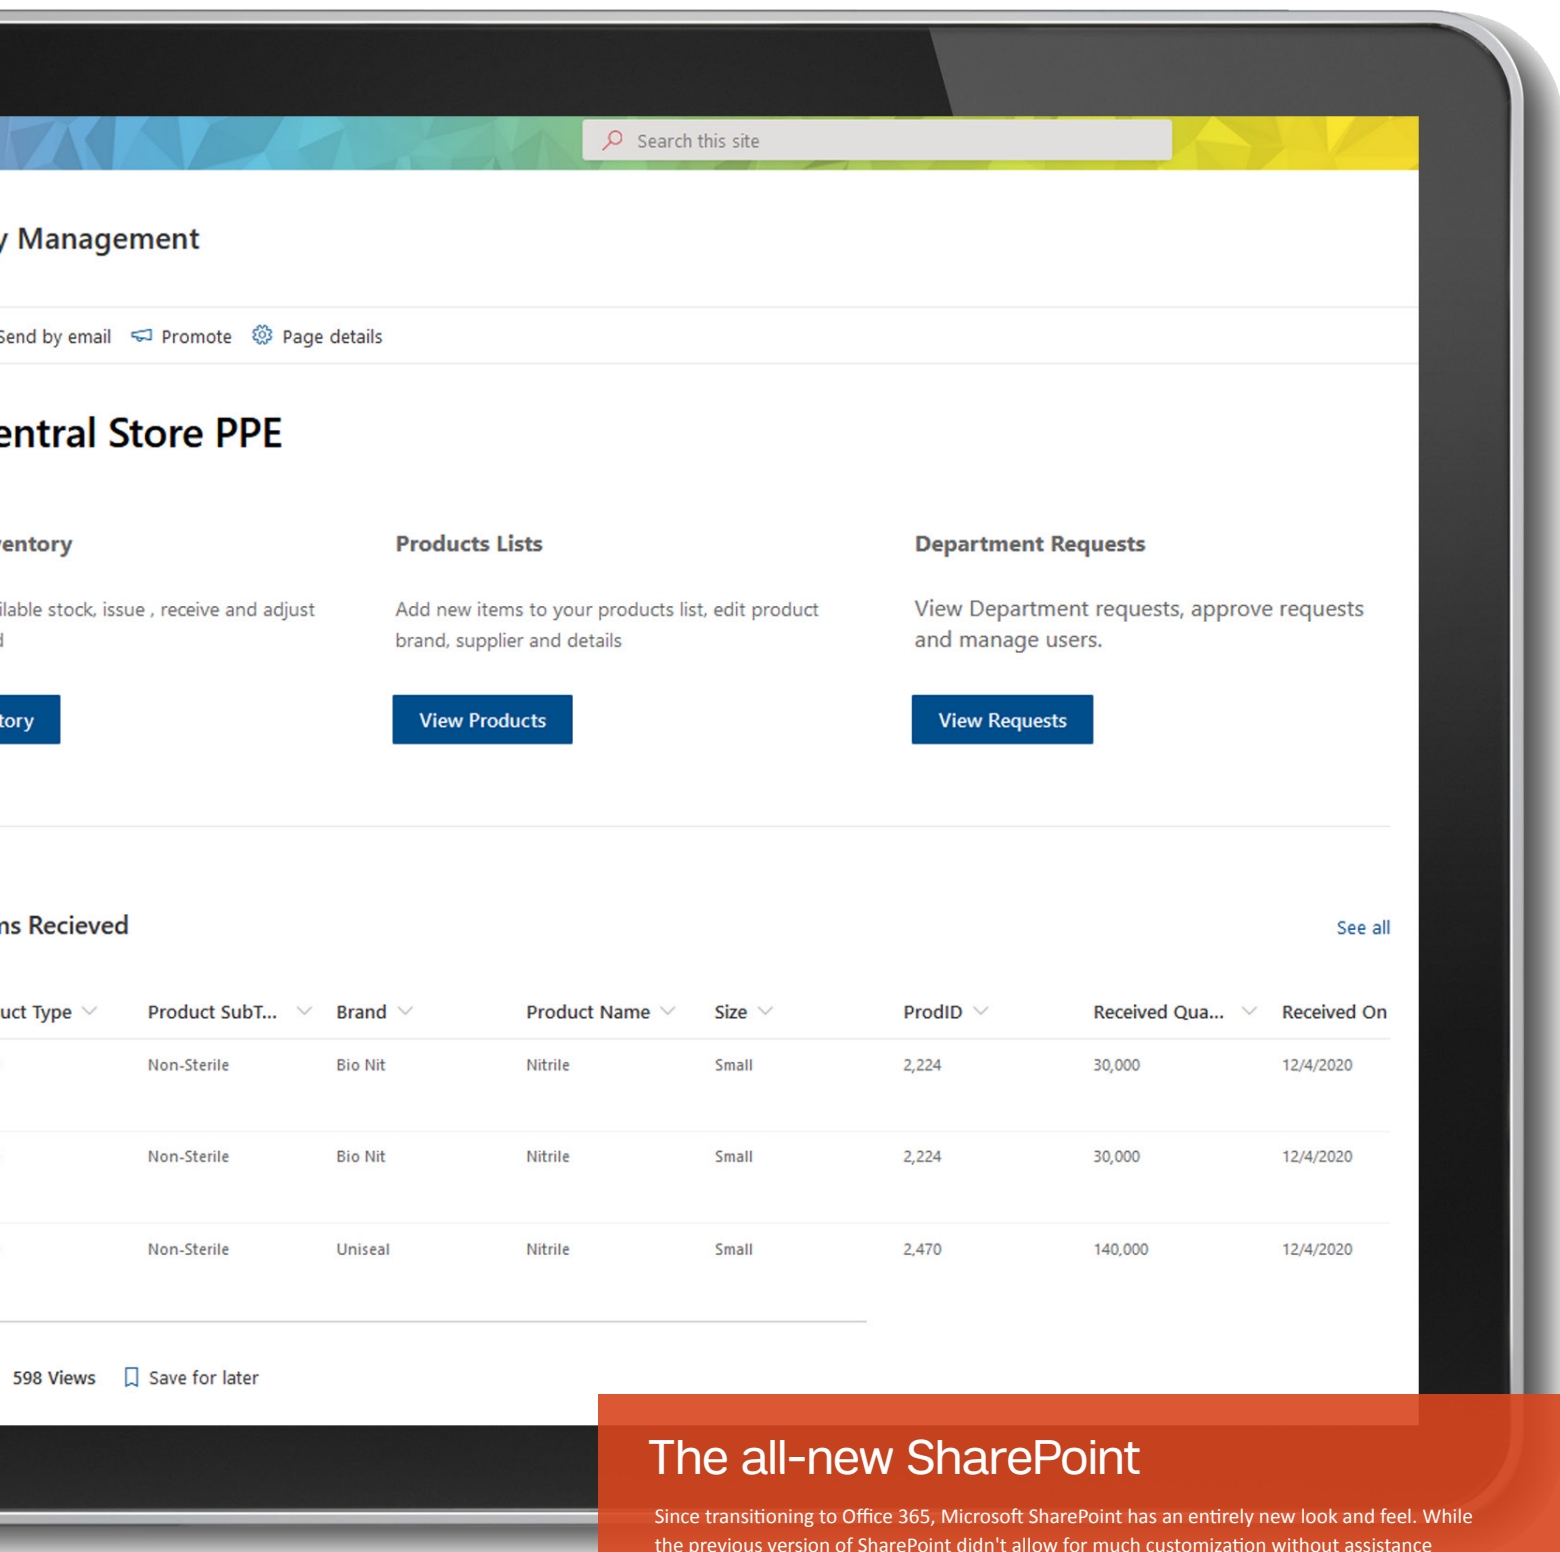 Search this site
y Management
Send by email Promote Page details
entral Store PPE
entory Products Lists Department Requests
ilable stock, issue , receive and adjust
Add new items to your products list, edit product
brand, supplier and details
View Department requests, approve requests
and manage users.
tory View Products View Requests
ns Recieved See all
uct Type Product SubT... Brand Product Name Size ProdID Received Qua... Received On
Non-Sterile Bio Nit Nitrile Small 2,224 30,000 12/4/2020
Non-Sterile Bio Nit Nitrile Small 2,224 30,000 12/4/2020
Non-Sterile Uniseal Nitrile Small 2,470 140,000 12/4/2020
598 Views Save for later
The all-new SharePoint
Since transitioning to Office 365, Microsoft SharePoint has an entirely new look and feel. While
the previous version of SharePoint didn't allow for much customization without assistance